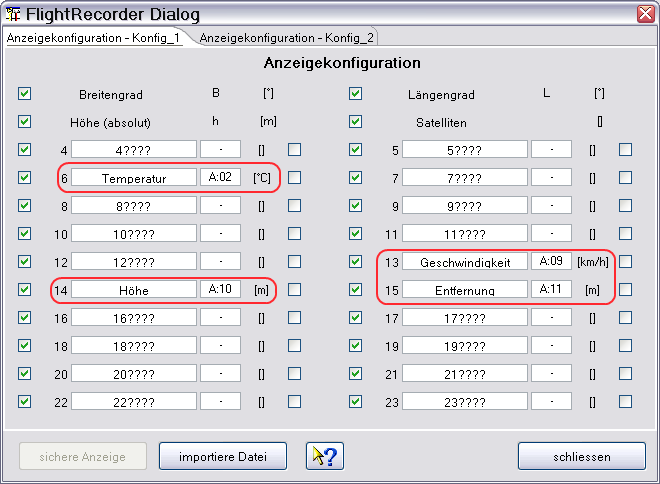 FlightRecorder Dialog
Anzeigekonfiguration - Konfig_1 Anzeigekonfiguration - Konfig_2
Anzeigekonfiguration
Breitengrad B [°] Längengrad L [°]
Höhe (absolut) h [m] Satelliten []
4 4???? - [] 5 5???? - []
6 Temperatur A:02 [°C] 7 7???? - []
8 8???? - [] 9 9???? - []
10 10???? - [] 11 11???? - []
12 12???? - [] 13 Geschwindigkeit A:09 [km/h]
14 Höhe A:10 [m] 15 Entfernung A:11 [m]
16 16???? - [] 17 17???? - []
18 18???? - [] 19 19???? - []
20 20???? - [] 21 21???? - []
22 22???? - [] 23 23???? - []
sichere Anzeige importiere Datei ? schliessen